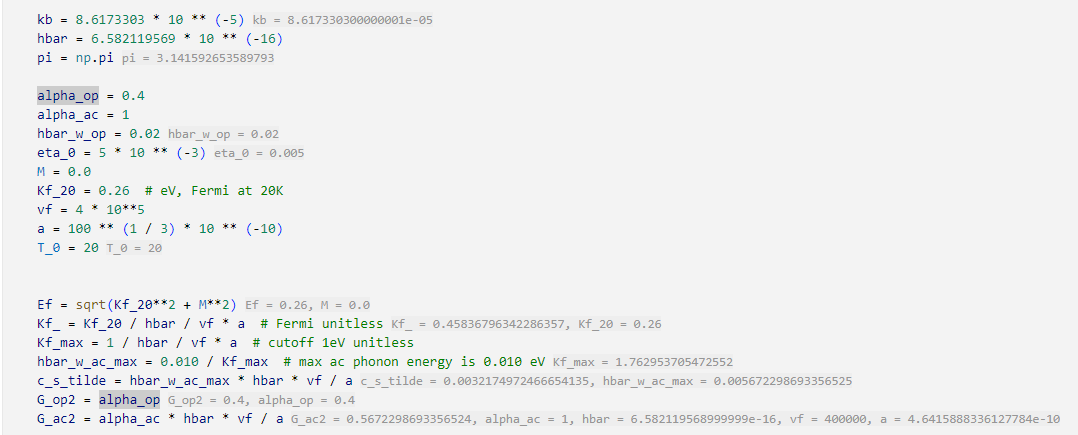 kb = 8.6173303 * 10 ** (-5) kb = 8.617330300000001e-05
hbar = 6.582119569 * 10 ** (-16)
pi = np.pi pi = 3.141592653589793
alpha_op = 0.4
alpha_ac = 1
hbar_w_op = 0.02 hbar_w_op = 0.02
eta_0 = 5 * 10 ** (-3) eta_0 = 0.005
M = 0.0
Kf_20 = 0.26  # eV, Fermi at 20K
vf = 4 * 10**5
a = 100 ** (1 / 3) * 10 ** (-10)
T_0 = 20 T_0 = 20
Ef = sqrt(Kf_20**2 + M**2) Ef = 0.26, M = 0.0
Kf_ = Kf_20 / hbar / vf * a  # Fermi unitless Kf_ = 0.45836796342286357, Kf_20 = 0.26
Kf_max = 1 / hbar / vf * a  # cutoff 1eV unitless
hbar_w_ac_max = 0.010 / Kf_max  # max ac phonon energy is 0.010 eV Kf_max = 1.762953705472552
c_s_tilde = hbar_w_ac_max * hbar * vf / a c_s_tilde = 0.0032174972466654135, hbar_w_ac_max = 0.005672298693356525
G_op2 = alpha_op G_op2 = 0.4, alpha_op = 0.4
G_ac2 = alpha_ac * hbar * vf / a G_ac2 = 0.5672298693356524, alpha_ac = 1, hbar = 6.582119568999999e-16, vf = 400000, a = 4.6415888336127784e-10